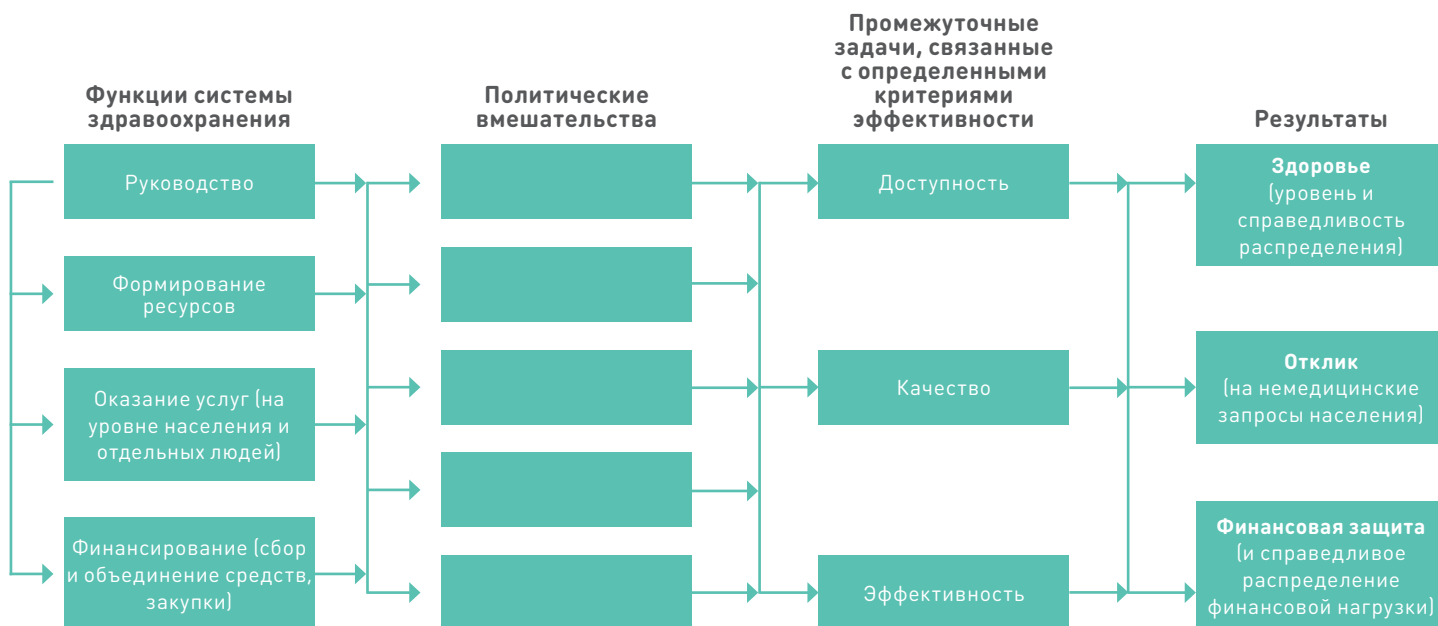 Функции системы
здравоохранения
Руководство
Формирование
ресурсов
Оказание услуг (на
уровне населения и
отдельных людей)
Финансирование (сбор
и объединение средств,
закупки)
Политические
вмешательства
Промежуточные
задачи, связанные
с определенными
критериями
эффективности
Доступность
Качество
Эффективность
Результаты
Здоровье
(уровень и
справедливость
распределения)
Отклик
(на немедицинские
запросы населения)
Финансовая защита
(и справедливое
распределение
финансовой нагрузки)